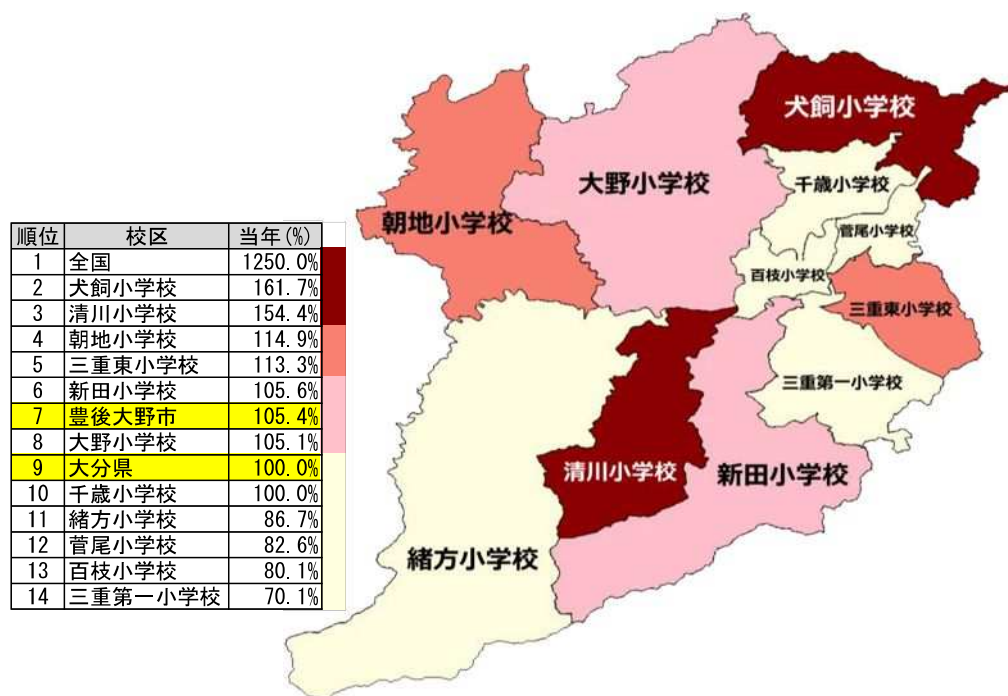 順位 校区 当年(%)
1 全国 1250.0%
2 犬飼小学校 161.7%
3 清川小学校 154.4%
4 朝地小学校 114.9%
5 三重東小学校 113.3%
6 新田小学校 105.6%
7 豊後大野市 105.4%
8 大野小学校 105.1%
9 大分県 100.0%
10 千歳小学校 100.0%
11 緒方小学校 86.7%
12 菅尾小学校 82.6%
13 百枝小学校 80.1%
14 三重第一小学校 70.1%
犬飼小学校
大野小学校
千歳小学校
朝地小学校
菅尾小学校
百枝小学校
三重東小学校
三重第一小学校
清川小学校
新田小学校
緒方小学校